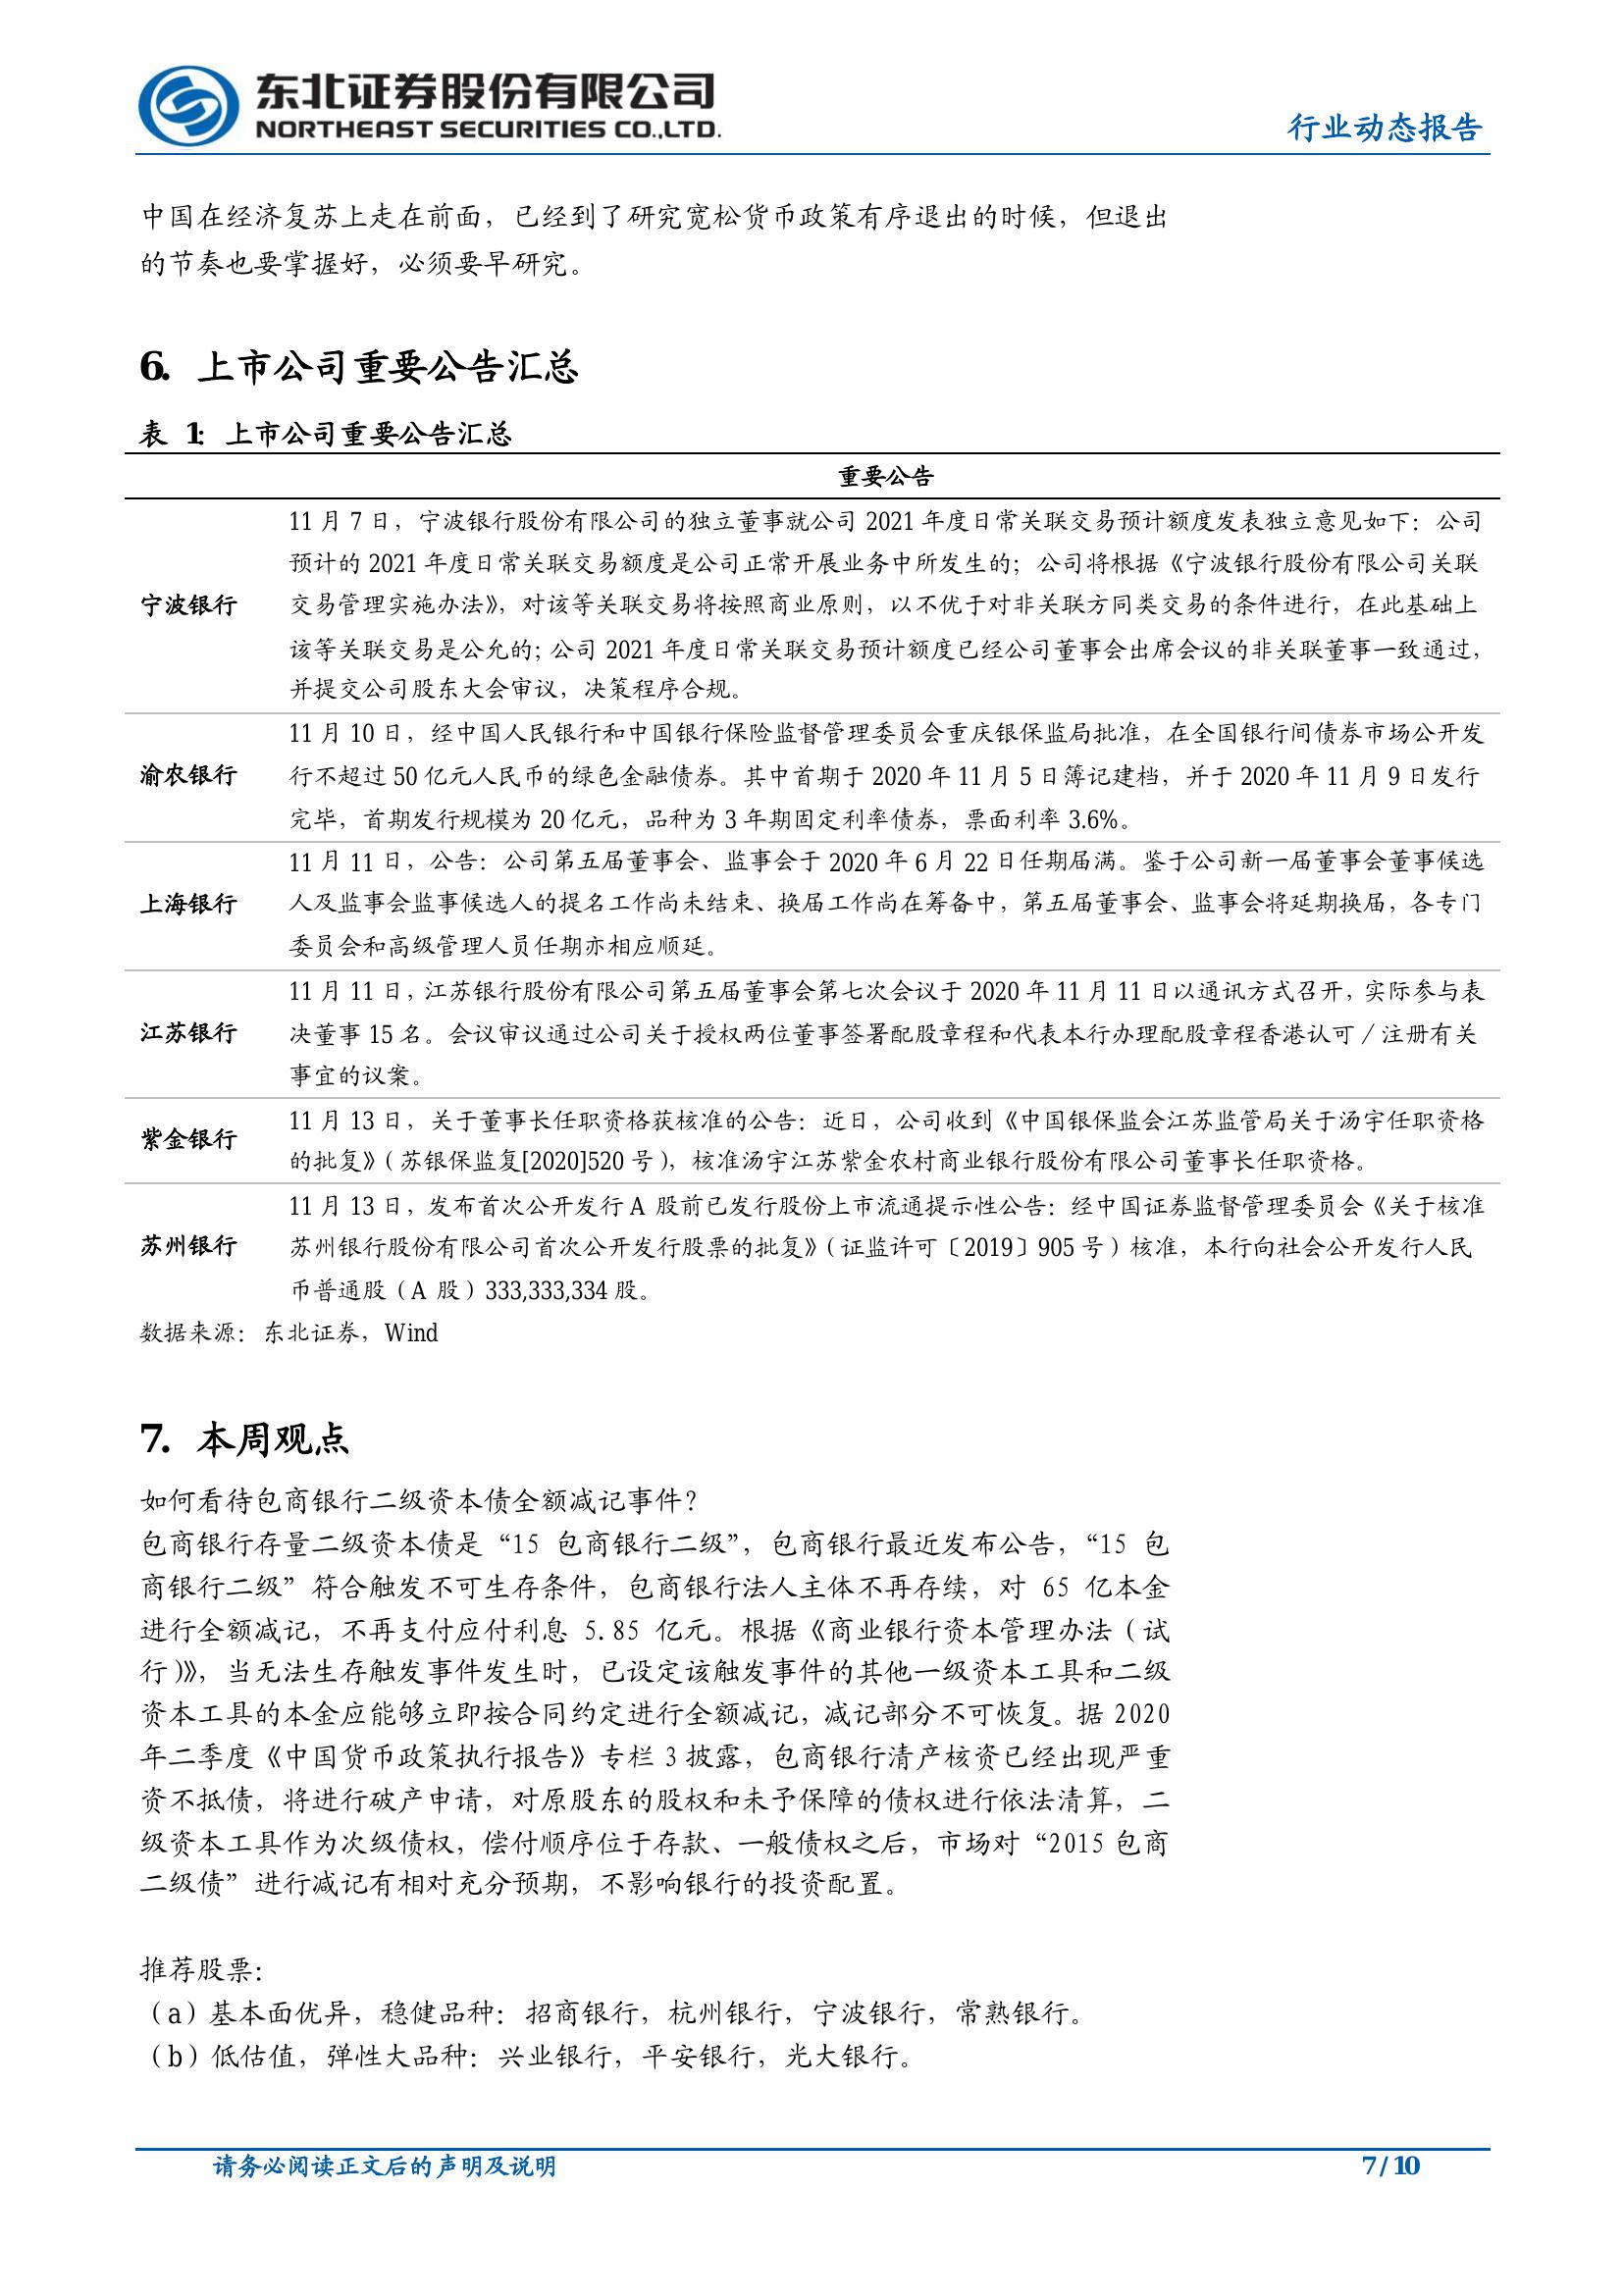 东北证券股份有限公司
NORTHEAST SECURITIES CO.,LTD.
行业动态报告
中国在经济复苏上走在前面，已经到了研究宽松货币政策有序退出的时候，但退出
的节奏也要掌握好，必须要早研究。
6. 上市公司重要公告汇总
表 1：上市公司重要公告汇总
重要公告
11 月 7 日，宁波银行股份有限公司的独立董事就公司 2021 年度日常关联交易预计额度发表独立意见如下：公司
预计的 2021 年度日常关联交易额度是公司正常开展业务中所发生的；公司将根据《宁波银行股份有限公司关联
宁波银行
交易管理实施办法》，对该等关联交易将按照商业原则，以不优于对非关联方同类交易的条件进行，在此基础上
该等关联交易是公允的；公司 2021 年度日常关联交易预计额度已经公司董事会出席会议的非关联董事一致通过，
并提交公司股东大会审议，决策程序合规。
11 月 10 日，经中国人民银行和中国银行保险监督管理委员会重庆银保监局批准，在全国银行间债券市场公开发
渝农银行
行不超过 50 亿元人民币的绿色金融债券。其中首期于 2020 年 11 月 5 日簿记建档，并于 2020 年 11 月 9 日发行
完毕，首期发行规模为 20 亿元，品种为 3 年期固定利率债券，票面利率 3.6%。
11 月 11 日，公告：公司第五届董事会、监事会于 2020 年 6 月 22 日任期届满。鉴于公司新一届董事会董事候选
上海银行
人及监事会监事候选人的提名工作尚未结束、换届工作尚在筹备中，第五届董事会、监事会将延期换届，各专门
委员会和高级管理人员任期亦相应顺延。
11 月 11 日，江苏银行股份有限公司第五届董事会第七次会议于 2020 年 11 月 11 日以通讯方式召开，实际参与表
江苏银行
决董事 15 名。会议审议通过公司关于授权两位董事签署配股章程和代表本行办理配股章程香港认可／注册有关
事宜的议案。
紫金银行
11 月 13 日，关于董事长任职资格获核准的公告：近日，公司收到《中国银保监会江苏监管局关于汤宇任职资格
的批复》（苏银保监复[2020]520 号），核准汤宇江苏紫金农村商业银行股份有限公司董事长任职资格。
11 月 13 日，发布首次公开发行 A 股前已发行股份上市流通提示性公告：经中国证券监督管理委员会《关于核准
苏州银行
苏州银行股份有限公司首次公开发行股票的批复》（证监许可〔2019〕905 号）核准，本行向社会公开发行人民
币普通股（A 股）333,333,334 股。
数据来源：东北证券，Wind
7. 本周观点
如何看待包商银行二级资本债全额减记事件？
包商银行存量二级资本债是“15 包商银行二级”，包商银行最近发布公告，“15 包
商银行二级”符合触发不可生存条件，包商银行法人主体不再存续，对 65 亿本金
进行全额减记，不再支付应付利息 5.85 亿元。根据《商业银行资本管理办法（试
行）》，当无法生存触发事件发生时，已设定该触发事件的其他一级资本工具和二级
资本工具的本金应能够立即按合同约定进行全额减记，减记部分不可恢复。据 2020
年二季度《中国货币政策执行报告》专栏 3 披露，包商银行清产核资已经出现严重
资不抵债，将进行破产申请，对原股东的股权和未予保障的债权进行依法清算，二
级资本工具作为次级债权，偿付顺序位于存款、一般债权之后，市场对“2015 包商
二级债”进行减记有相对充分预期，不影响银行的投资配置。
推荐股票：
（a）基本面优异，稳健品种：招商银行，杭州银行，宁波银行，常熟银行。
（b）低估值，弹性大品种：兴业银行，平安银行，光大银行。
请务必阅读正文后的声明及说明
7 / 10